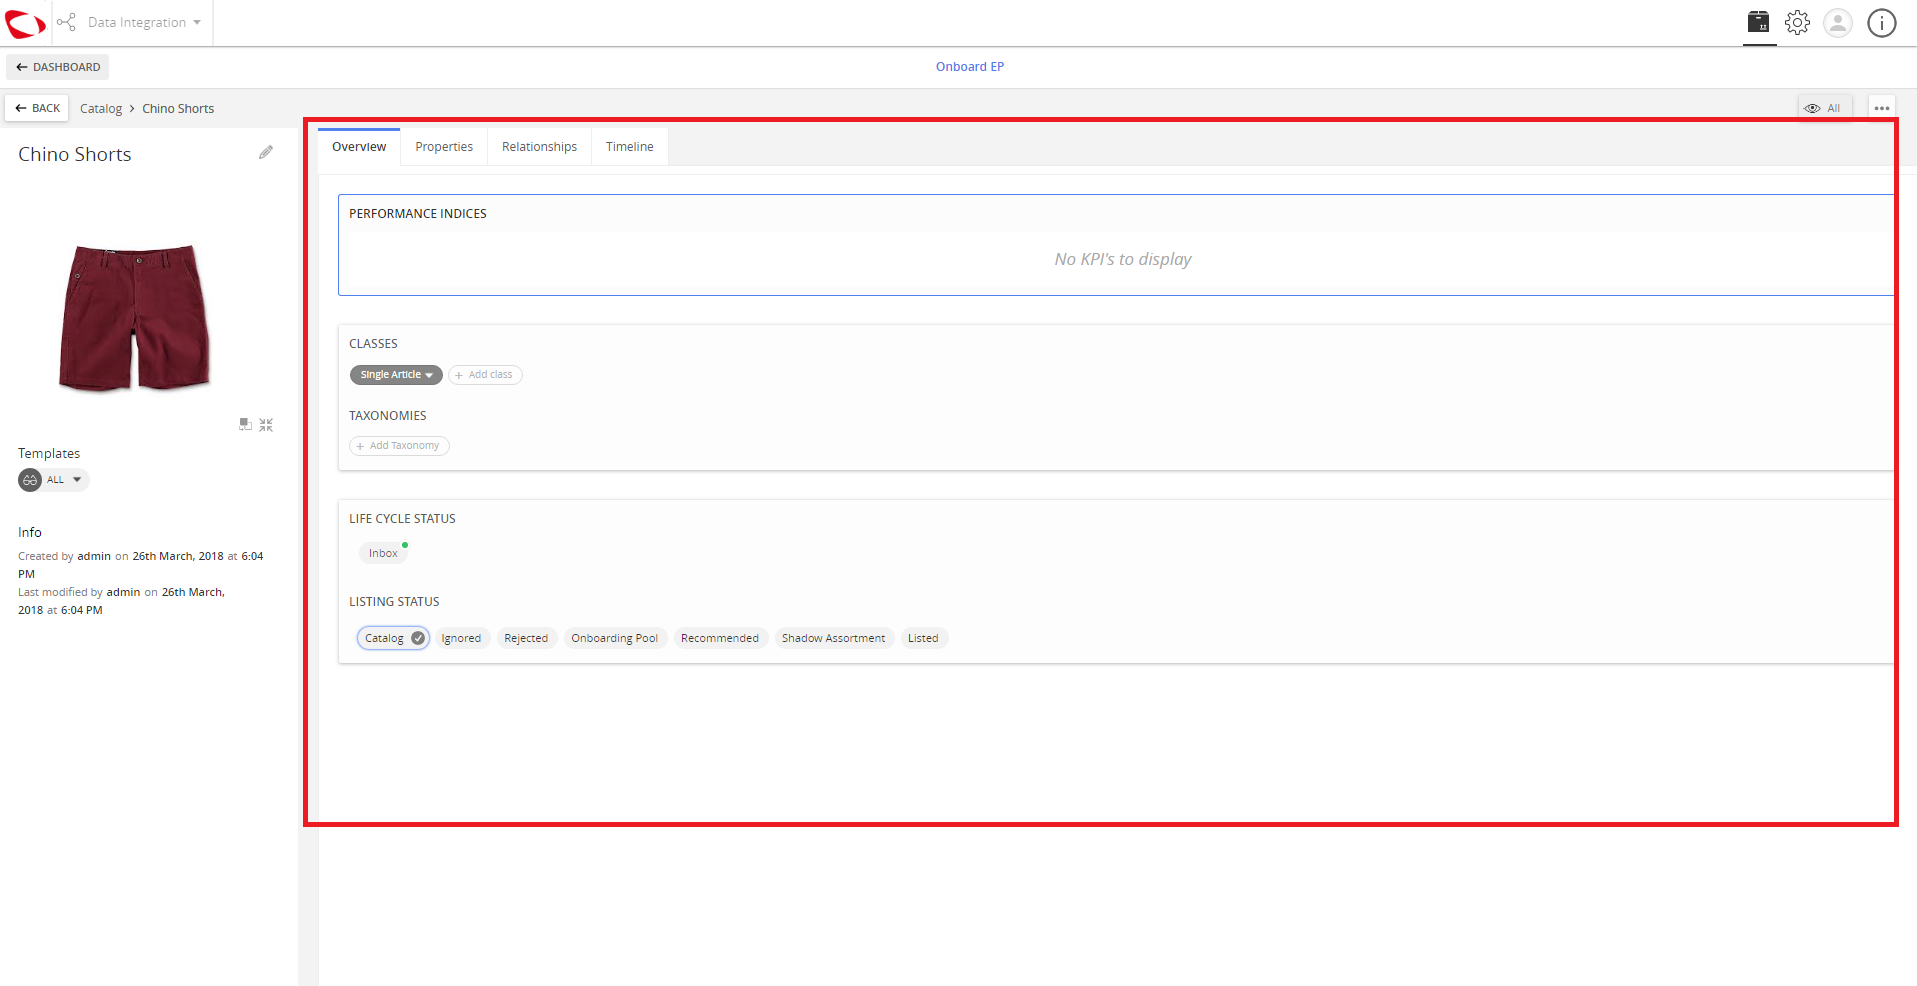 Data Integration
DASHBOARD
Onboard EP
BACK
Catalog > Chino Shorts
All
Chino Shorts
Templates
ALL
Info
Created by admin on 26th March, 2018 at 6:04
PM
Last modified by admin on 26th March,
2018 at 6:04 PM
Overview
Properties
Relationships
Timeline
PERFORMANCE INDICES
No KPI's to display
CLASSES
Single Article
+ Add class
TAXONOMIES
+ Add Taxonomy
LIFE CYCLE STATUS
Inbox
LISTING STATUS
Catalog
Ignored
Rejected
Onboarding Pool
Recommended
Shadow Assortment
Listed